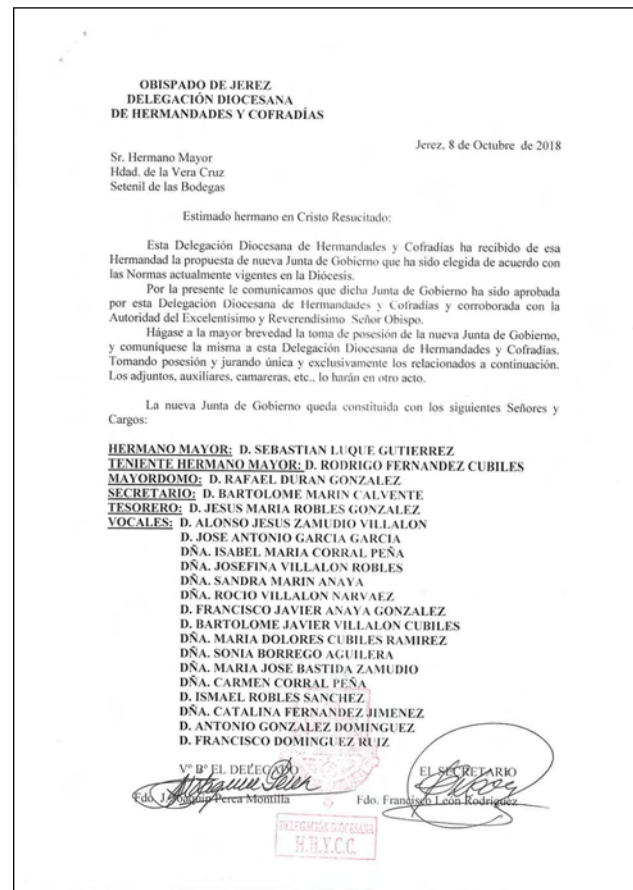 OBISPADO DE JEREZ
DELEGACIÓN DIOCESANA
DE HERMANDADES Y COFRADÍAS
Jerez, 8 de Octubre de 2018
Sr. Hermano Mayor
Hdad. de la Vera Cruz
Setenil de las Bodegas
Estimado hermano en Cristo Resucitado:
Esta Delegación Diocesana de Hermandades y Cofradías ha recibido de esa
Hermandad la propuesta de nueva Junta de Gobierno que ha sido elegida de acuerdo con
las Normas actualmente vigentes en la Diócesis.
Por la presente le comunicamos que dicha Junta de Gobierno ha sido aprobada
por esta Delegación Diocesana de Hermandades y Cofradías y corroborada con la
Autoridad del Excelentísimo y Reverendísimo Señor Obispo.
Hágase a la mayor brevedad la toma de posesión de la nueva Junta de Gobierno,
y comuníquese la misma a esta Delegación Diocesana de Hermandades y Cofradías.
Tomando posesión y jurando única y exclusivamente los relacionados a continuación.
Los adjuntos, auxiliares, camareras, etc., lo harán en otro acto.
La nueva Junta de Gobierno queda constituida con los siguientes Señores y
Cargos:
HERMANO MAYOR: D. SEBASTIAN LUQUE GUTIERREZ
TENIENTE HERMANO MAYOR: D. RODRIGO FERNANDEZ CUBILES
MAYORDOMO: D. RAFAEL DURAN GONZALEZ
SECRETARIO: D. BARTOLOME MARIN CALVENTE
TESORERO: D. JESUS MARIA ROBLES GONZALEZ
VOCALES: D. ALONSO JESUS ZAMUDIO VILLALON
D. JOSE ANTONIO GARCIA GARCIA
DÑA. ISABEL MARIA CORRAL PEÑA
DÑA. JOSEFINA VILLALON ROBLES
DÑA. SANDRA MARIN ANAYA
DÑA. ROCIO VILLALON NARVAEZ
D. FRANCISCO JAVIER ANAYA GONZALEZ
D. BARTOLOME JAVIER VILLALON CUBILES
DÑA. MARIA DOLORES CUBILES RAMIREZ
DÑA. SONIA BORREGO AGUILERA
DÑA. MARIA JOSE BASTIDA ZAMUDIO
DÑA. CARMEN CORRAL PEÑA
D. ISMAEL ROBLES SANCHEZ
DÑA. CATALINA FERNANDEZ JIMENEZ
D. ANTONIO GONZALEZ DOMINGUEZ
D. FRANCISCO DOMINGUEZ RUIZ
Vº Bº EL DELEGADO
EL SECRETARIO
Fdo. J. Joaquín Perea Montilla
Fdo. Francisco León Rodríguez
DELEGACIÓN DIOCESANA
H.H.Y.C.C.